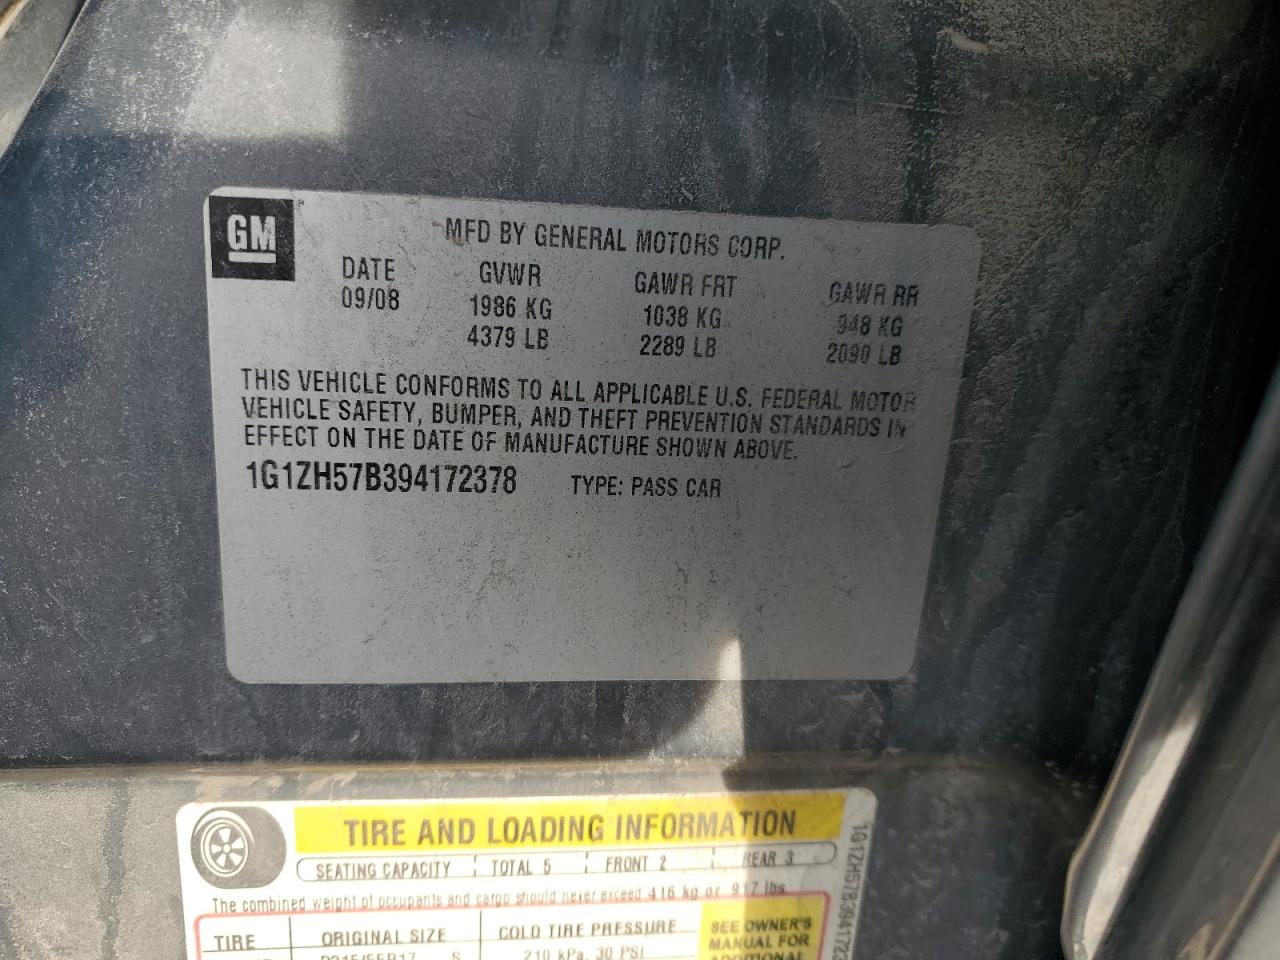 GM
MFD BY GENERAL MOTORS CORP.
DATE GVWR GAWR FRT GAWR RR
09/08 1986 KG 1038 KG 948 KG
4379 LB 2289 LB 2090 LB
THIS VEHICLE CONFORMS TO ALL APPLICABLE U.S. FEDERAL MOTOR
VEHICLE SAFETY, BUMPER, AND THEFT PREVENTION STANDARDS IN
EFFECT ON THE DATE OF MANUFACTURE SHOWN ABOVE.
1G1ZH57B394172378 TYPE: PASS CAR
TIRE AND LOADING INFORMATION
SEATING CAPACITY TOTAL 5 FRONT 2 REAR 3
The combined weight of occupants and cargo should never exceed 416 kg or 917 lbs
TIRE ORIGINAL SIZE COLD TIRE PRESSURE
SEE OWNER'S
MANUAL FOR
ADDITIONAL
P215/55R17 S 210 kPa, 30 PSI
1G1ZH57B3941723